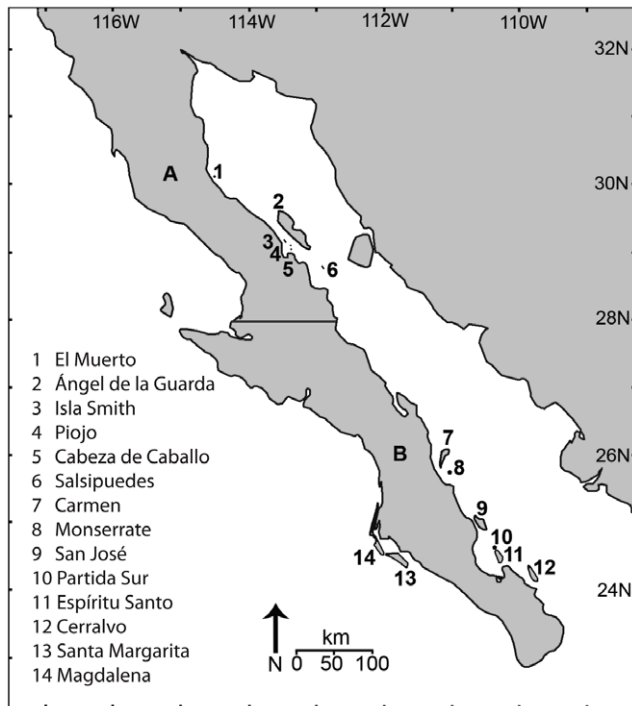 116W 114W 112W 110W
32N
A
1
30N
2
3
4
5
6
28N
1 El Muerto
2 Ángel de la Guarda
3 Isla Smith
4 Piojo
5 Cabeza de Caballo
6 Salsipuedes
7 Carmen
8 Monserrate
9 San José
10 Partida Sur
11 Espíritu Santo
12 Cerralvo
13 Santa Margarita
14 Magdalena
7
26N
B
8
9
10
11
12
14
13
24N
km
N 0 50 100